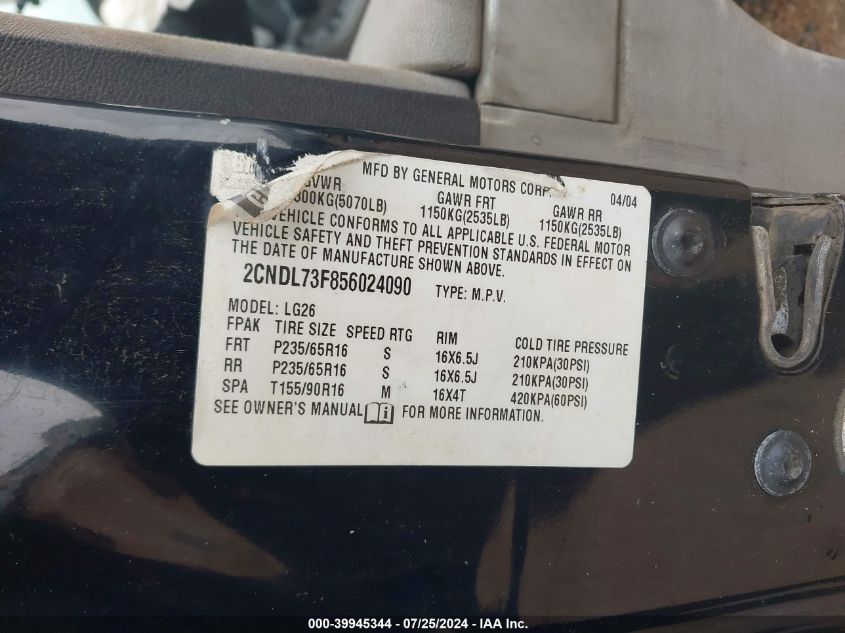 MFD BY GENERAL MOTORS CORP. 04/04
GVWR GAWR FRT GAWR RR
(5070LB) 1150KG(2535LB) 1150KG(2535LB)
VEHICLE CONFORMS TO ALL APPLICABLE U.S. FEDERAL MOTOR
VEHICLE SAFETY AND THEFT PREVENTION STANDARDS IN EFFECT ON
THE DATE OF MANUFACTURE SHOWN ABOVE.
2CNDL73F856024090 TYPE: M.P.V.
MODEL: LG26
FPAK TIRE SIZE SPEED RTG RIM COLD TIRE PRESSURE
FRT P235/65R16 S 16X6.5J 210KPA(30PSI)
RR P235/65R16 S 16X6.5J 210KPA(30PSI)
SPA T155/90R16 M 16X4T 420KPA(60PSI)
SEE OWNER'S MANUAL FOR MORE INFORMATION.
000-39945344 / 07/25/2024 - IAA Inc.